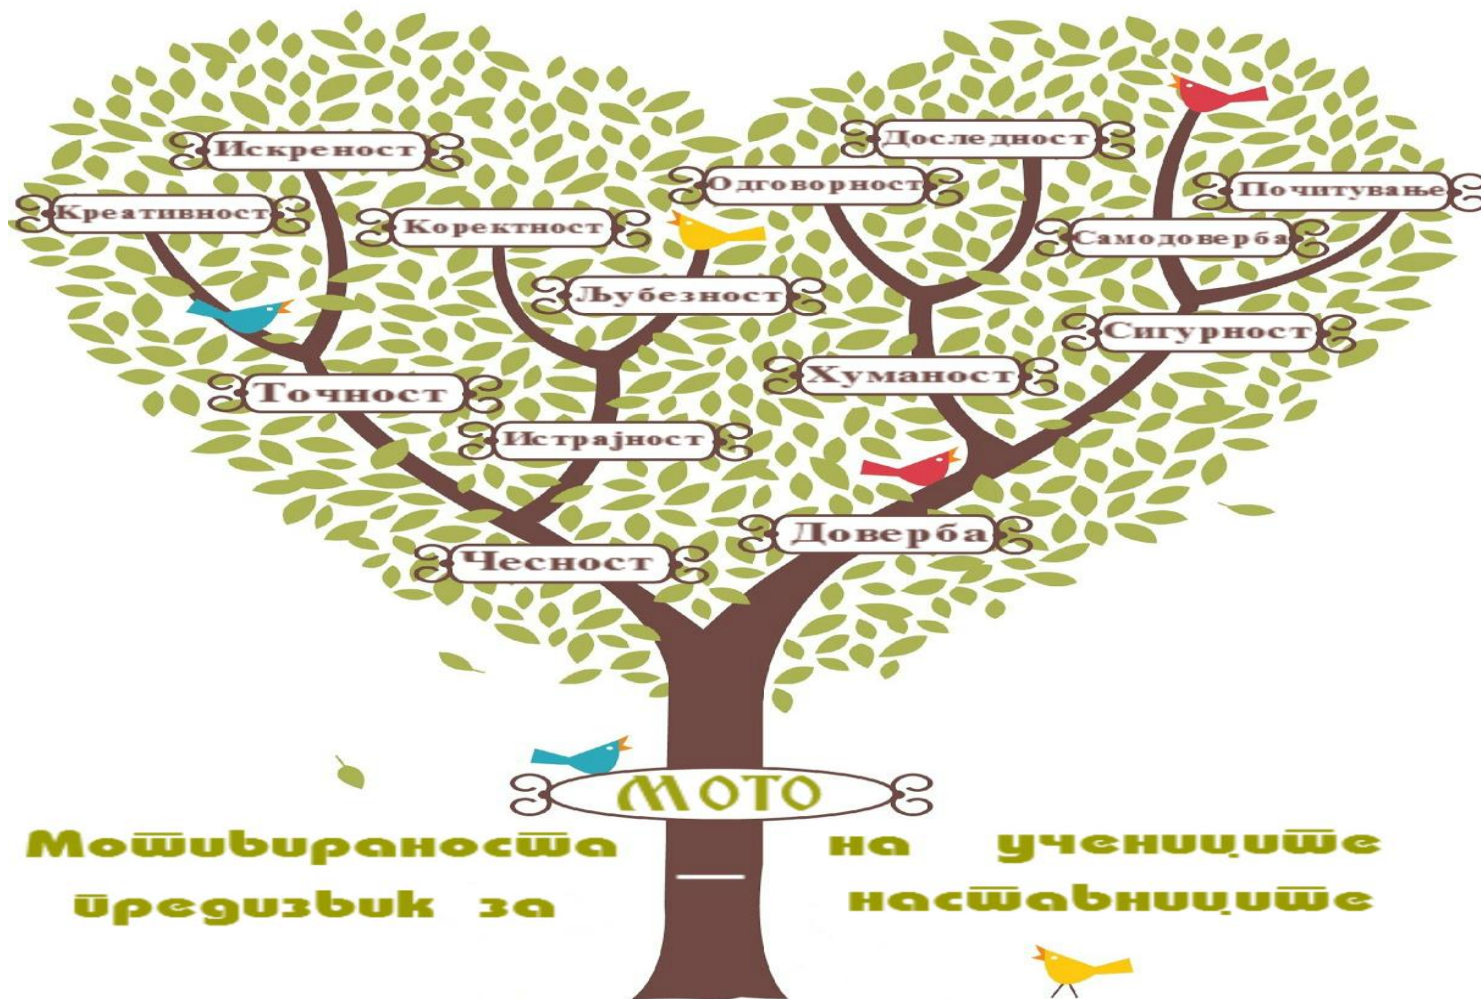 Искреност
Креативност
Коректност
Љубезност
Точност
Истрајност
Чесност
Доследност
Одговорност
Почитување
Самодоверба
Сигурност
Хуманост
Доверба
МОТО
Мотивираноста на учениците
—
предизвик за наставниците